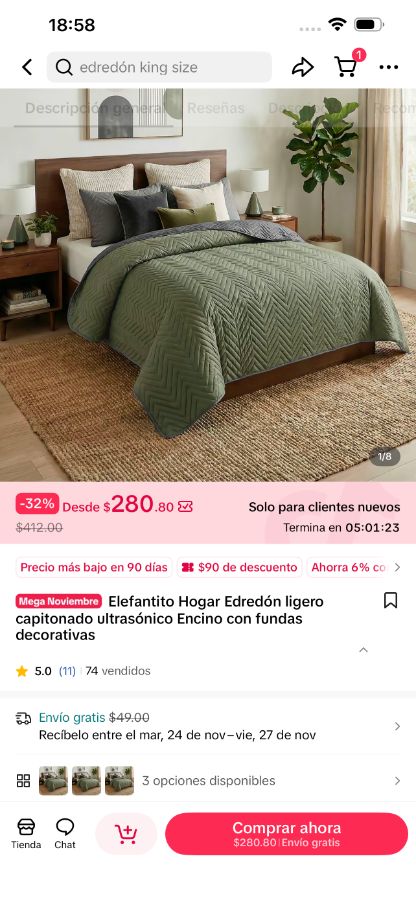 18:58
edredón king size
1
Descripción general Reseñas
1/8
-32% Desde $280.80
Solo para clientes nuevos
$412.00
Termina en 05:01:23
Precio más bajo en 90 días
$90 de descuento
Ahorra 6% co
Mega Noviembre Elefantito Hogar Edredón ligero
capitonado ultrasónico Encino con fundas
decorativas
5.0 (11) 74 vendidos
Envío gratis $49.00
Recíbelo entre el mar, 24 de nov–vie, 27 de nov
3 opciones disponibles
Tienda
Chat
Comprar ahora
$280.80 | Envío gratis